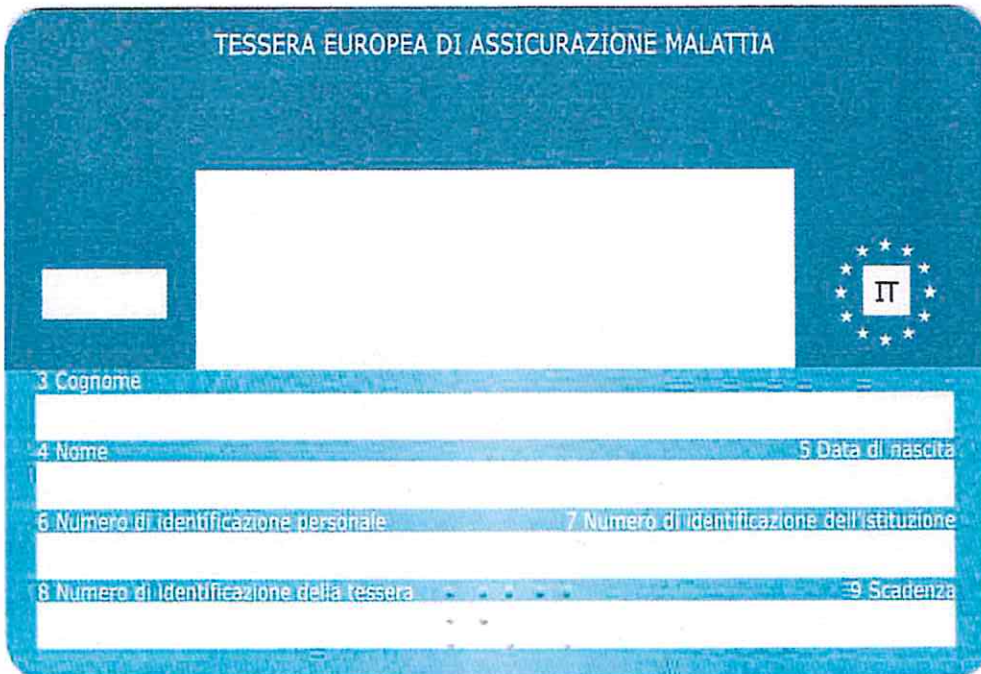 TESSERA EUROPEA DI ASSICURAZIONE MALATTIA
IT
3 Cognome
4 Nome 5 Data di nascita
6 Numero di identificazione personale 7 Numero di identificazione dell'istituzione
8 Numero di identificazione della tessera 9 Scadenza